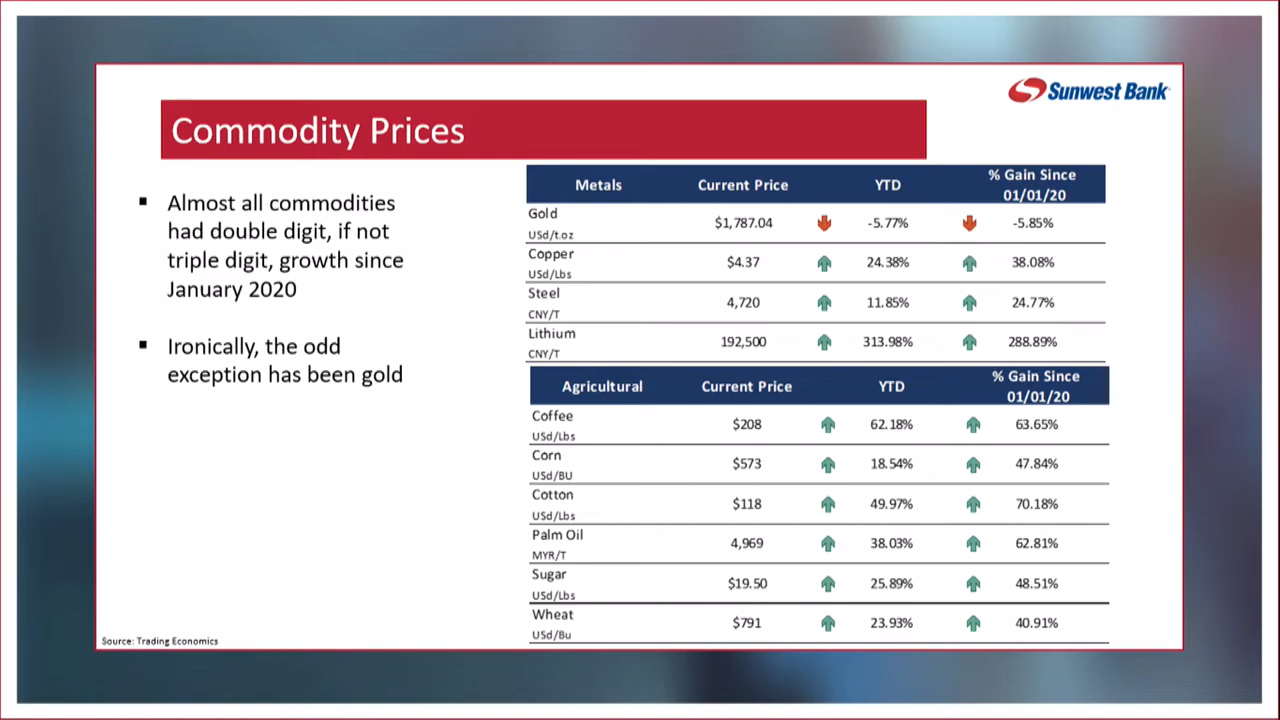 Sunwest Bank
Commodity Prices
▪ Almost all commodities
had double digit, if not
triple digit, growth since
January 2020
▪ Ironically, the odd
exception has been gold
Metals Current Price YTD % Gain Since
01/01/20
Gold
USd/t.oz $1,787.04 -5.77% -5.85%
Copper
USd/Lbs $4.37 24.38% 38.08%
Steel
CNY/T 4,720 11.85% 24.77%
Lithium
CNY/T 192,500 313.98% 288.89%
Agricultural Current Price YTD % Gain Since
01/01/20
Coffee
USd/Lbs $208 62.18% 63.65%
Corn
USd/BU $573 18.54% 47.84%
Cotton
USd/Lbs $118 49.97% 70.18%
Palm Oil
MYR/T 4,969 38.03% 62.81%
Sugar
USd/Lbs $19.50 25.89% 48.51%
Wheat
USd/Bu $791 23.93% 40.91%
Source: Trading Economics